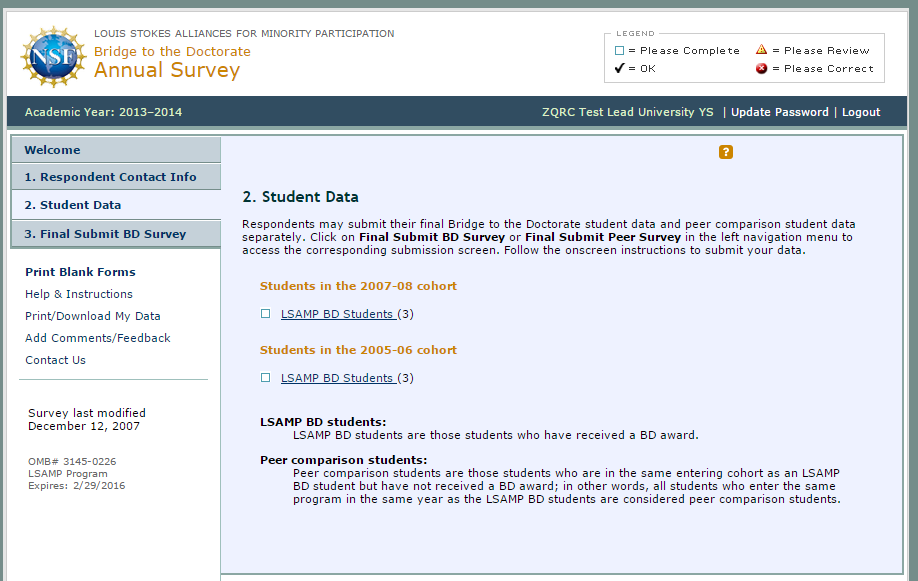 NSF
LOUIS STOKES ALLIANCES FOR MINORITY PARTICIPATION
Bridge to the Doctorate
Annual Survey
LEGEND
= Please Complete
= Please Review
= OK
= Please Correct
Academic Year: 2013–2014
ZQRC Test Lead University YS | Update Password | Logout
Welcome
1. Respondent Contact Info
2. Student Data
3. Final Submit BD Survey
Print Blank Forms
Help & Instructions
Print/Download My Data
Add Comments/Feedback
Contact Us
Survey last modified
December 12, 2007
OMB# 3145-0226
LSAMP Program
Expires: 2/29/2016
?
2. Student Data
Respondents may submit their final Bridge to the Doctorate student data and peer comparison student data
separately. Click on Final Submit BD Survey or Final Submit Peer Survey in the left navigation menu to
access the corresponding submission screen. Follow the onscreen instructions to submit your data.
Students in the 2007-08 cohort
LSAMP BD Students (3)
Students in the 2005-06 cohort
LSAMP BD Students (3)
LSAMP BD students:
LSAMP BD students are those students who have received a BD award.
Peer comparison students:
Peer comparison students are those students who are in the same entering cohort as an LSAMP
BD student but have not received a BD award; in other words, all students who enter the same
program in the same year as the LSAMP BD students are considered peer comparison students.